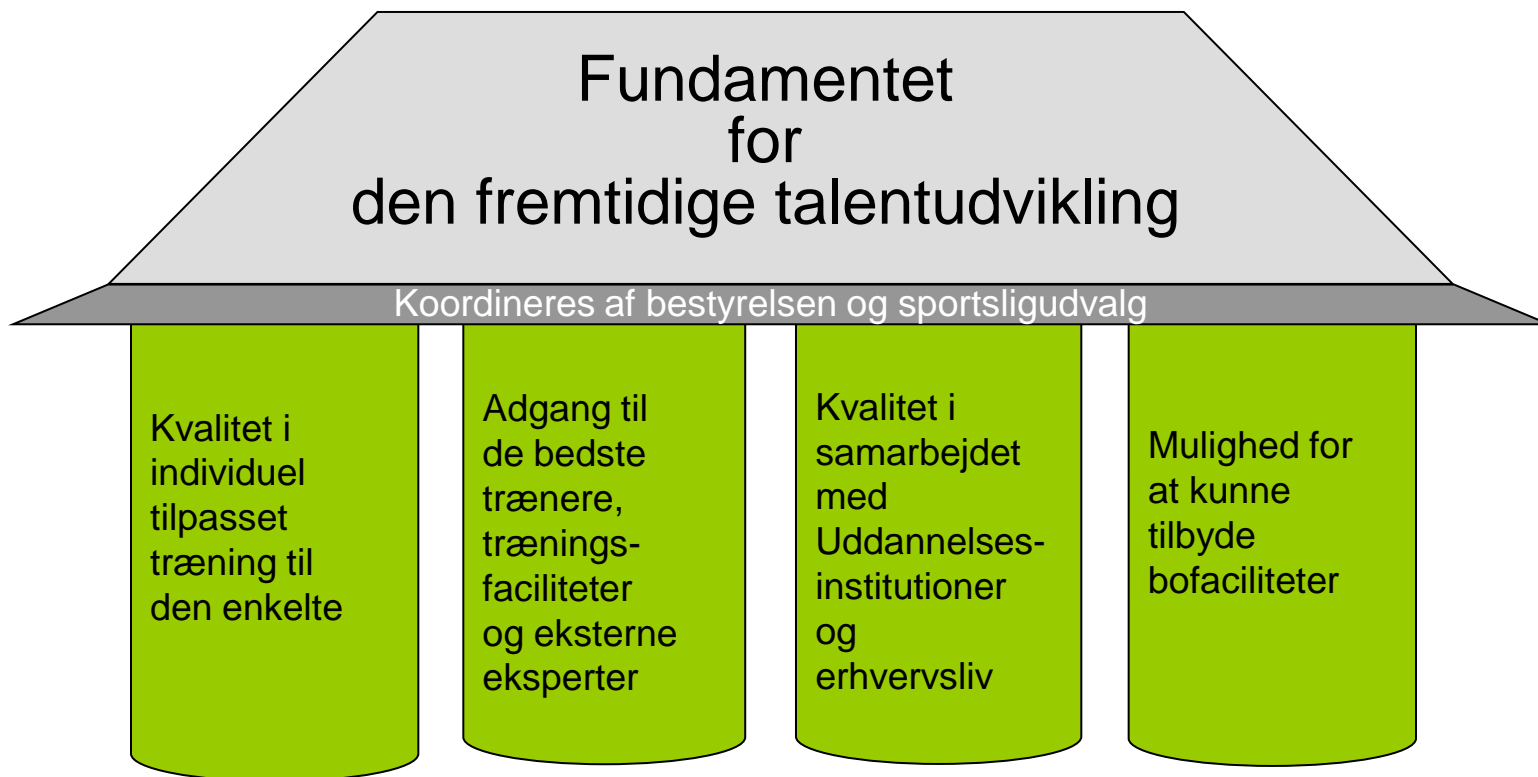 Fundamentet
for
den fremtidige talentudvikling
Koordineres af bestyrelsen og sportsligudvalg
Kvalitet i
individuel
tilpasset
træning til
den enkelte
Adgang til
de bedste
trænere,
trænings-
faciliteter
og eksterne
eksperter
Kvalitet i
samarbejdet
med
Uddannelses-
institutioner
og
erhvervsliv
Mulighed for
at kunne
tilbyde
bofaciliteter